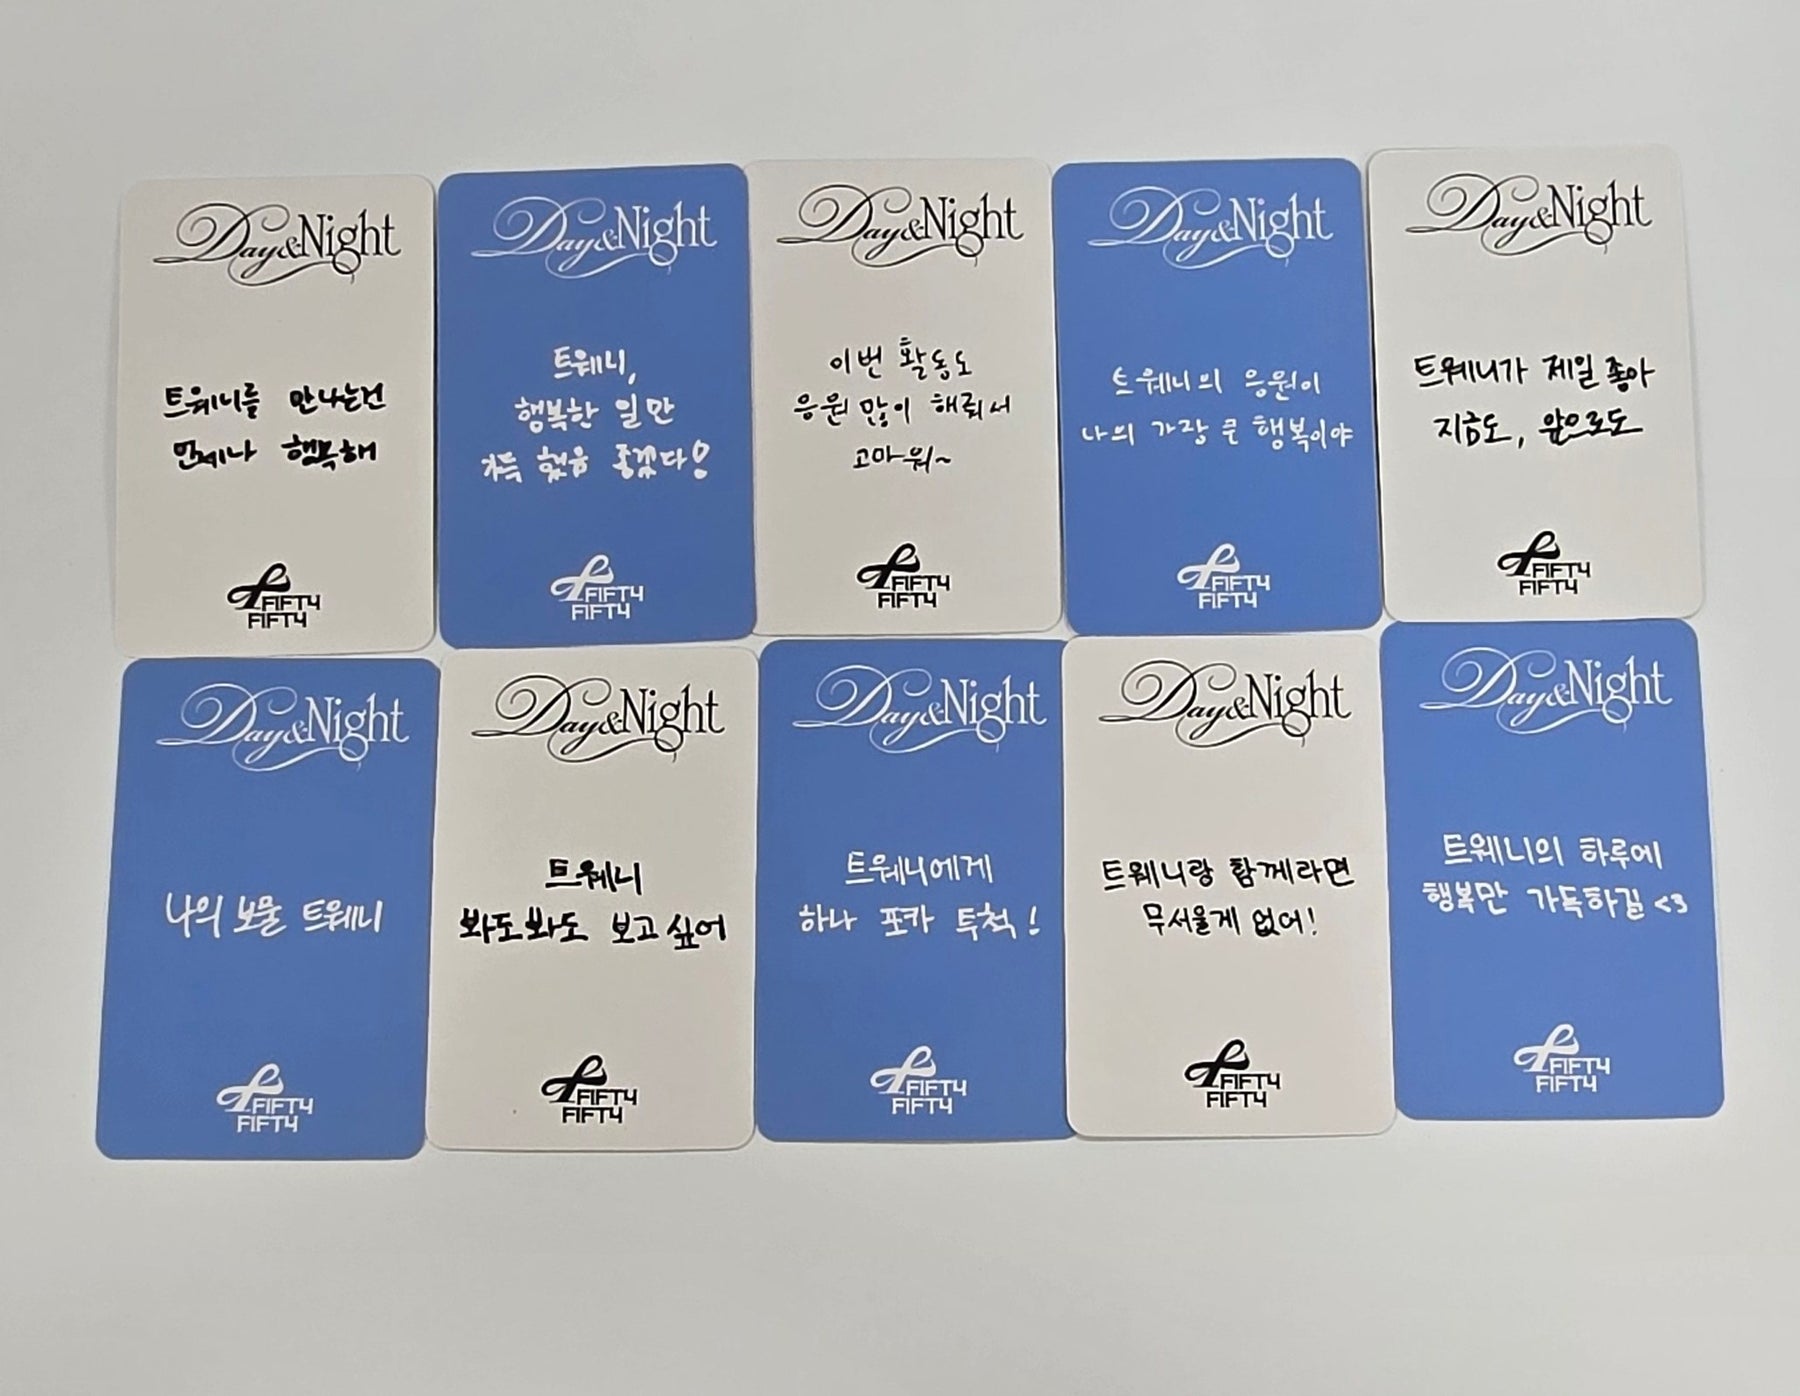 Day&Night
트웨니를 만나는건
언제나 행복해
FIFTY
FIFTY
Day&Night
트웨니,
행복한 일만
가득 했음 좋겠다!
FIFTY
FIFTY
Day&Night
이번 활동도
응원 많이 해줘서
고마워~
FIFTY
FIFTY
Day&Night
트웨니의 응원이
나의 가장 큰 행복이야
FIFTY
FIFTY
Day&Night
트웨니가 제일 좋아
지금도, 앞으로도
FIFTY
FIFTY
Day&Night
나의 보물 트웨니
FIFTY
FIFTY
Day&Night
트웨니
봐도봐도 보고싶어
FIFTY
FIFTY
Day&Night
트웨니에게
하나 포카 투척!
FIFTY
FIFTY
Day&Night
트웨니랑 함께라면
무서울게 없어!
FIFTY
FIFTY
Day&Night
트웨니의 하루에
행복만 가득하길 <3
FIFTY
FIFTY